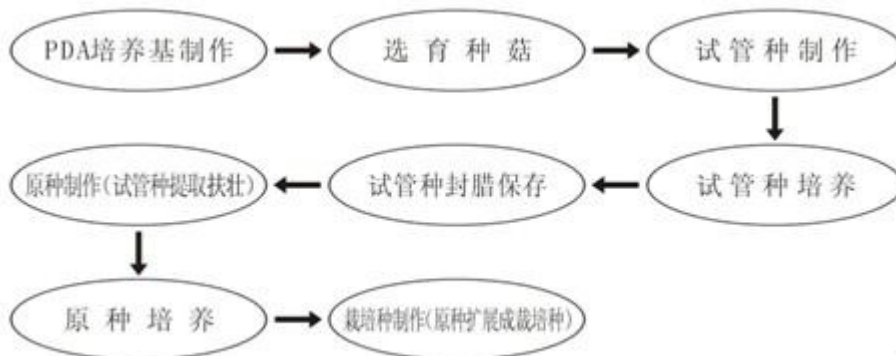 PDA培养基制作
选育种菇
试管种制作
试管种培养
试管种封腊保存
原种制作(试管种提取扶壮)
原种培养
栽培种制作(原种扩展成栽培种)